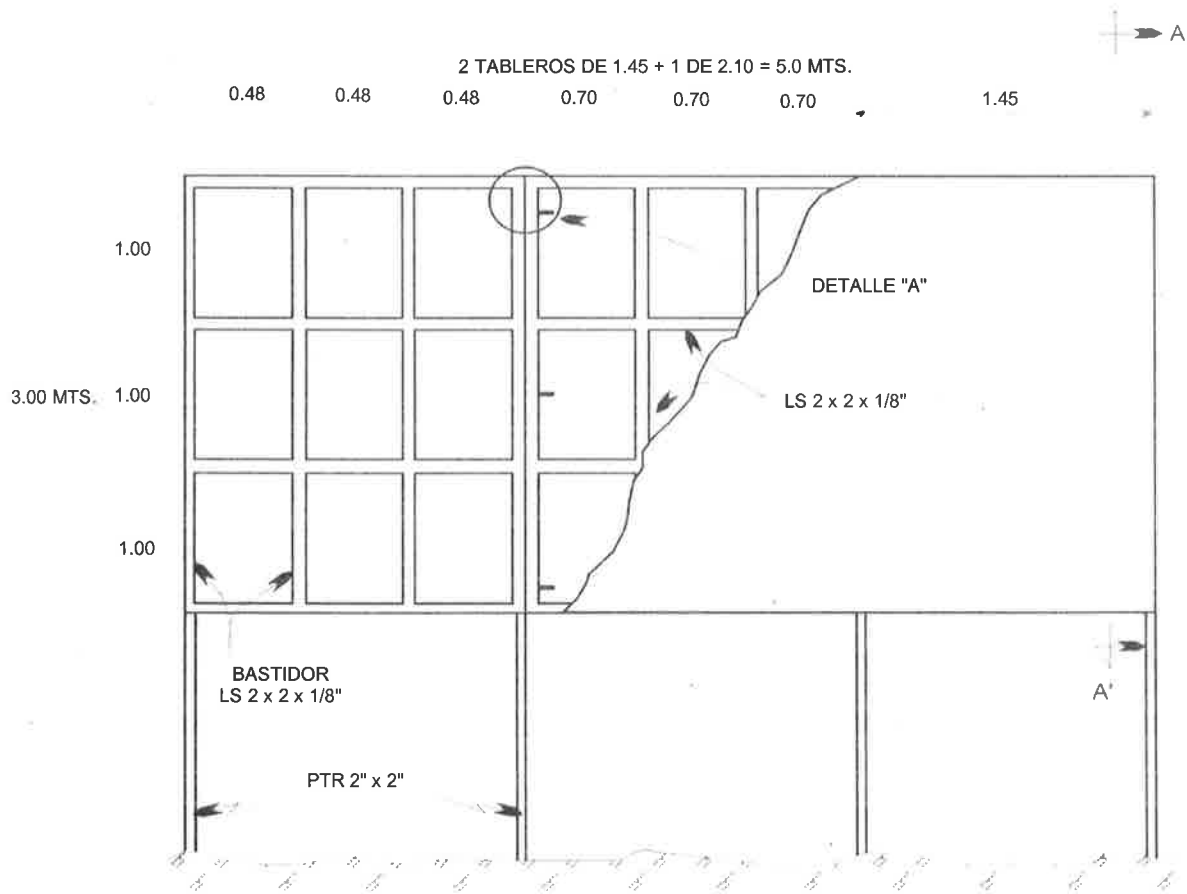 A
2 TABLEROS DE 1.45 + 1 DE 2.10 = 5.0 MTS.
0.48 0.48 0.48 0.70 0.70 0.70 1.45
1.00
DETALLE "A"
3.00 MTS. 1.00
LS 2 x 2 x 1/8"
1.00
BASTIDOR
LS 2 x 2 x 1/8"
A'
PTR 2" x 2"